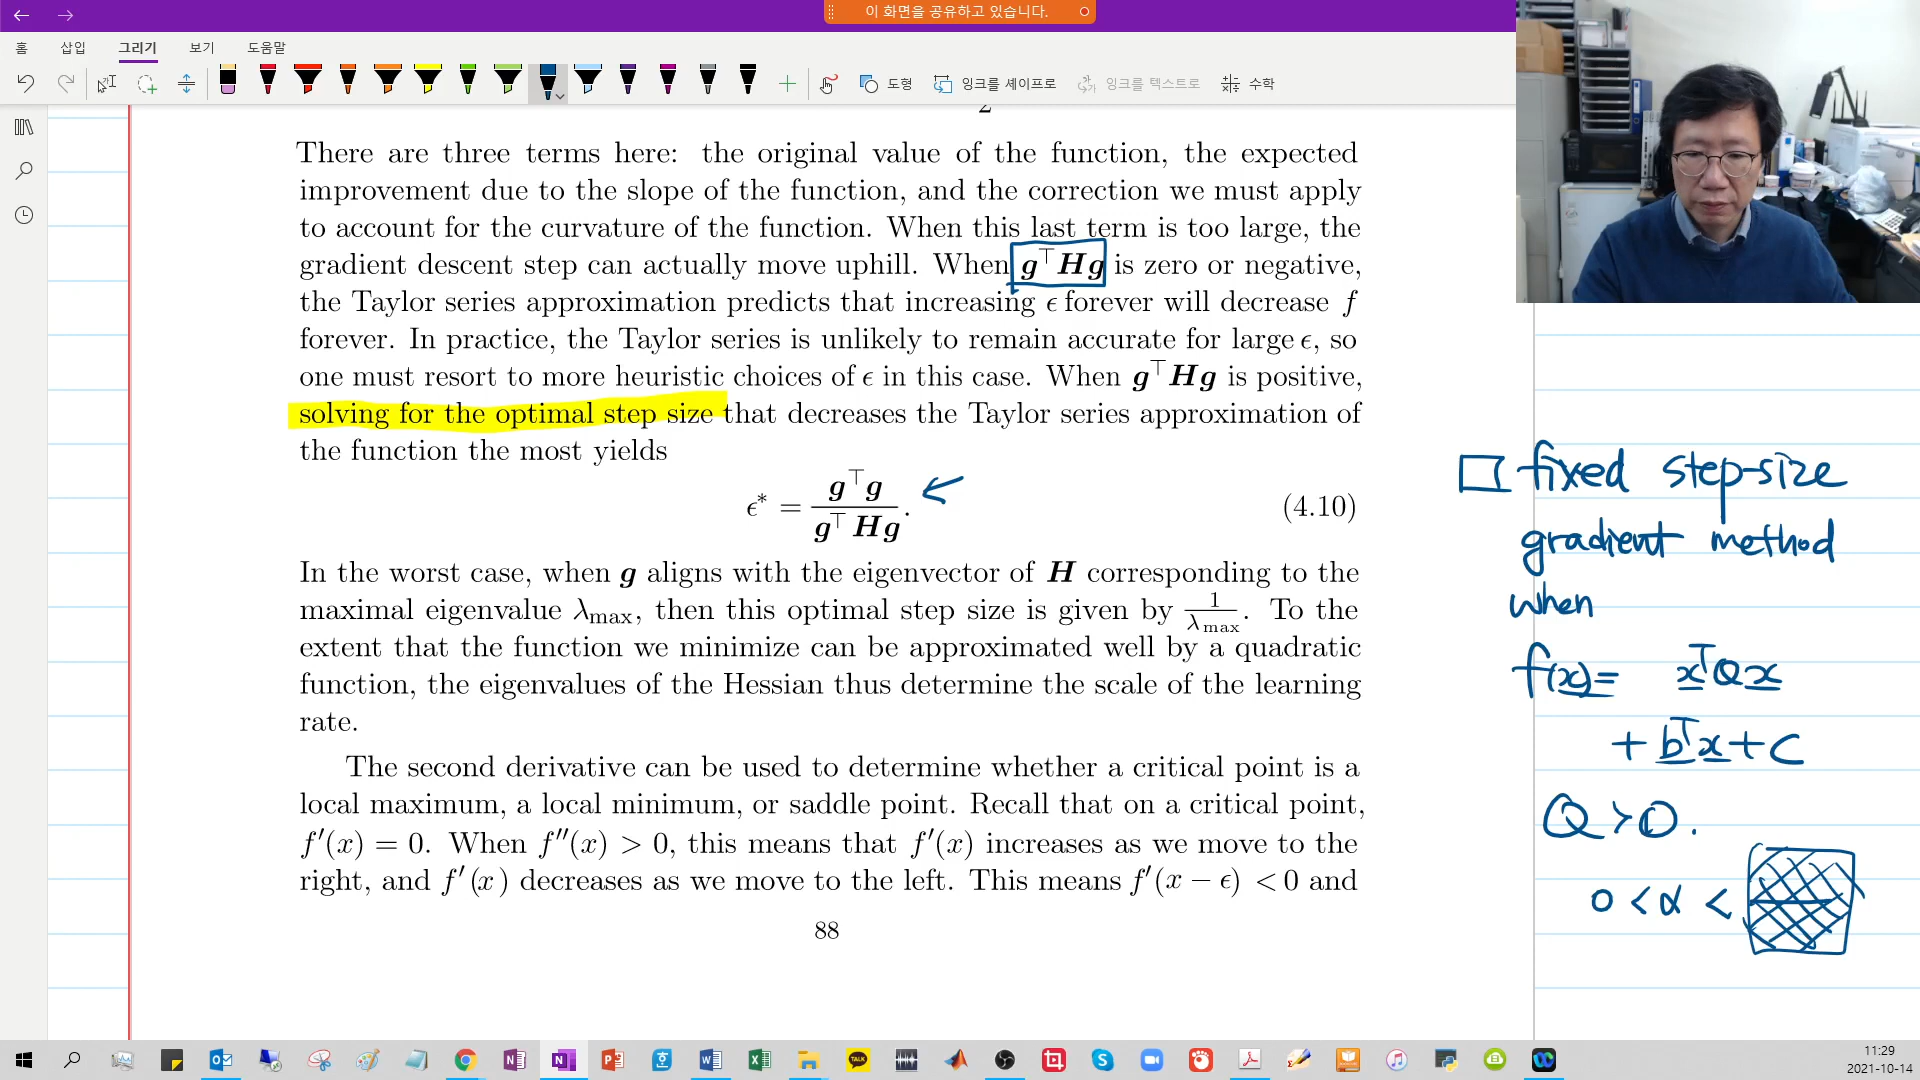 이 화면을 공유하고 있습니다.
홈 삽입 그리기 보기 도움말
도형 잉크를 셰이프로 잉크를 텍스트로 수학
2
There are three terms here: the original value of the function, the expected
improvement due to the slope of the function, and the correction we must apply
to account for the curvature of the function. When this last term is too large, the
gradient descent step can actually move uphill. When g⊤Hg is zero or negative,
the Taylor series approximation predicts that increasing ϵ forever will decrease f
forever. In practice, the Taylor series is unlikely to remain accurate for large ϵ, so
one must resort to more heuristic choices of ϵ in this case. When g⊤Hg is positive,
solving for the optimal step size that decreases the Taylor series approximation of
the function the most yields
ϵ* = g⊤g / g⊤Hg. (4.10)
In the worst case, when g aligns with the eigenvector of H corresponding to the
maximal eigenvalue λmax, then this optimal step size is given by 1/λmax. To the
extent that the function we minimize can be approximated well by a quadratic
function, the eigenvalues of the Hessian thus determine the scale of the learning
rate.
The second derivative can be used to determine whether a critical point is a
local maximum, a local minimum, or saddle point. Recall that on a critical point,
f′(x) = 0. When f″(x) > 0, this means that f′(x) increases as we move to the
right, and f′(x) decreases as we move to the left. This means f′(x − ϵ) < 0 and
88
fixed step-size
gradient method
when
f(x) = xᵀQx
+ bᵀx + c
Q > 0.
0 < α <
11:29
2021-10-14